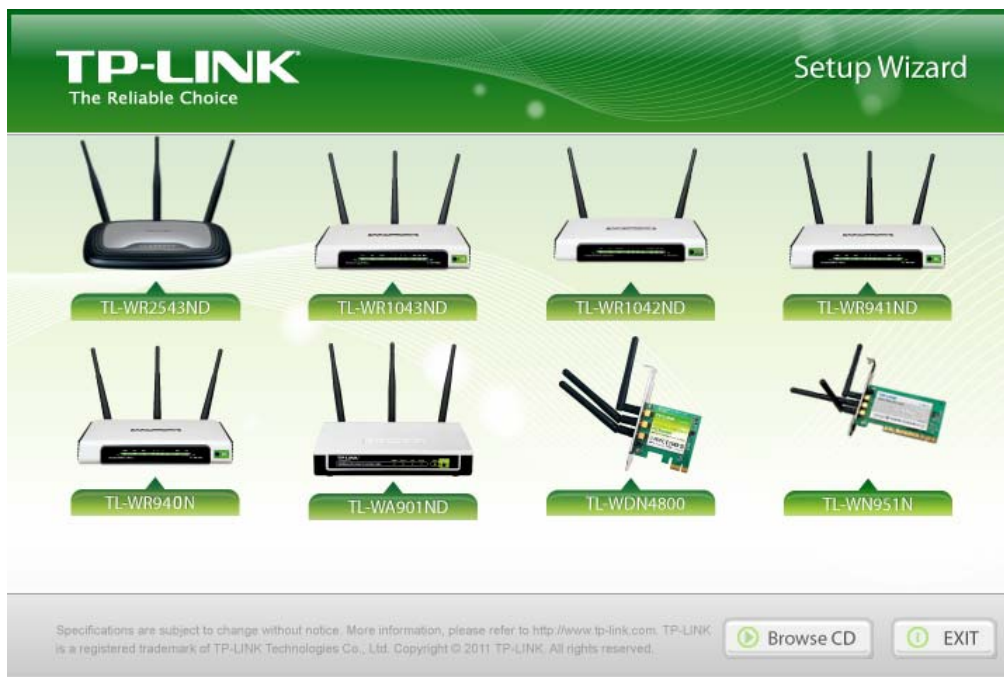 TP-LINK
The Reliable Choice
Setup Wizard
TL-WR2543ND
TL-WR1043ND
TL-WR1042ND
TL-WR941ND
TL-WR940N
TL-WA901ND
TL-WDN4800
TL-WN951N
Specifications are subject to change without notice. More information, please refer to http://www.tp-link.com. TP-LINK
is a registered trademark of TP-LINK Technologies Co., Ltd. Copyright © 2011 TP-LINK. All rights reserved.
Browse CD
EXIT